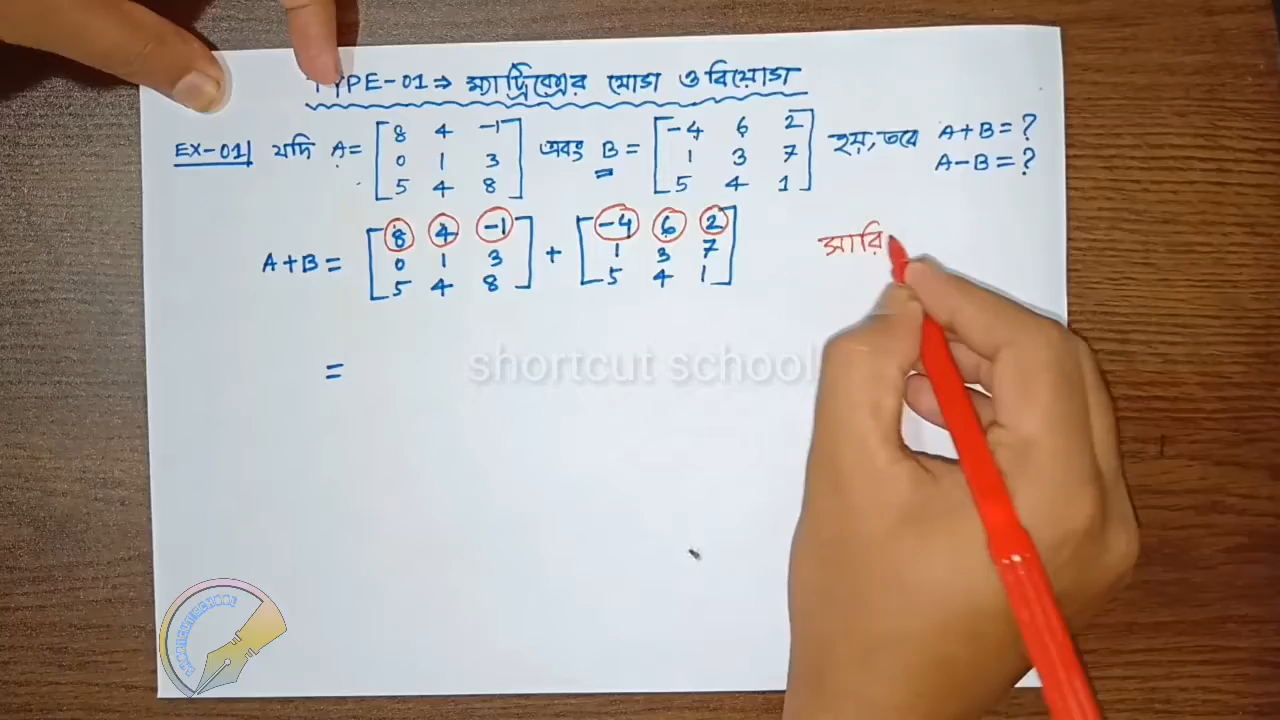 TYPE-01⇒ ম্যাট্রিক্সের যোগ ও বিয়োগ
EX-01| যদি A= [8 4 -1 এবং B = [-4 6 2 হয়, তবে A+B=?
0 1 3 1 3 7 A-B=?
5 4 8] 5 4 1]
A+B= [8 4 -1 + [-4 6 2 সারি
0 1 3 1 3 7
5 4 8] 5 4 1]
=
shortcut school
SHORTCUT SCHOOL